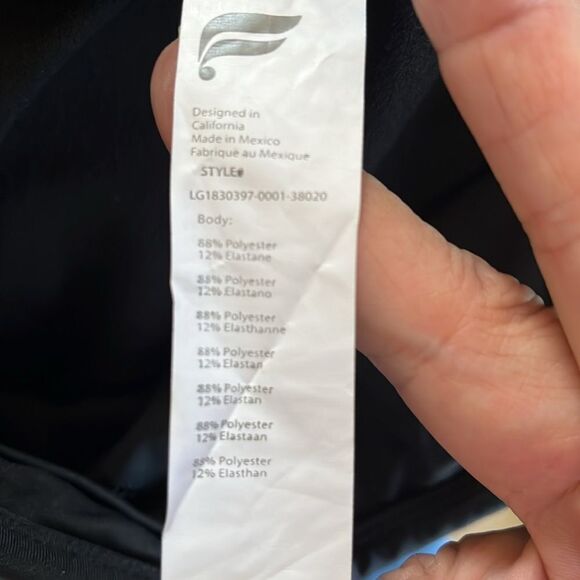 Designed in
California
Made in Mexico
Fabriqué au Mexique
STYLE#
LG1830397-0001-38020
Body:
88% Polyester
12% Elastane
88% Polyester
12% Elastano
88% Polyester
12% Elasthanne
88% Polyester
12% Elastan
88% Polyester
12% Elastan
88% Polyester
12% Elastaan
88% Polyester
12% Elasthan